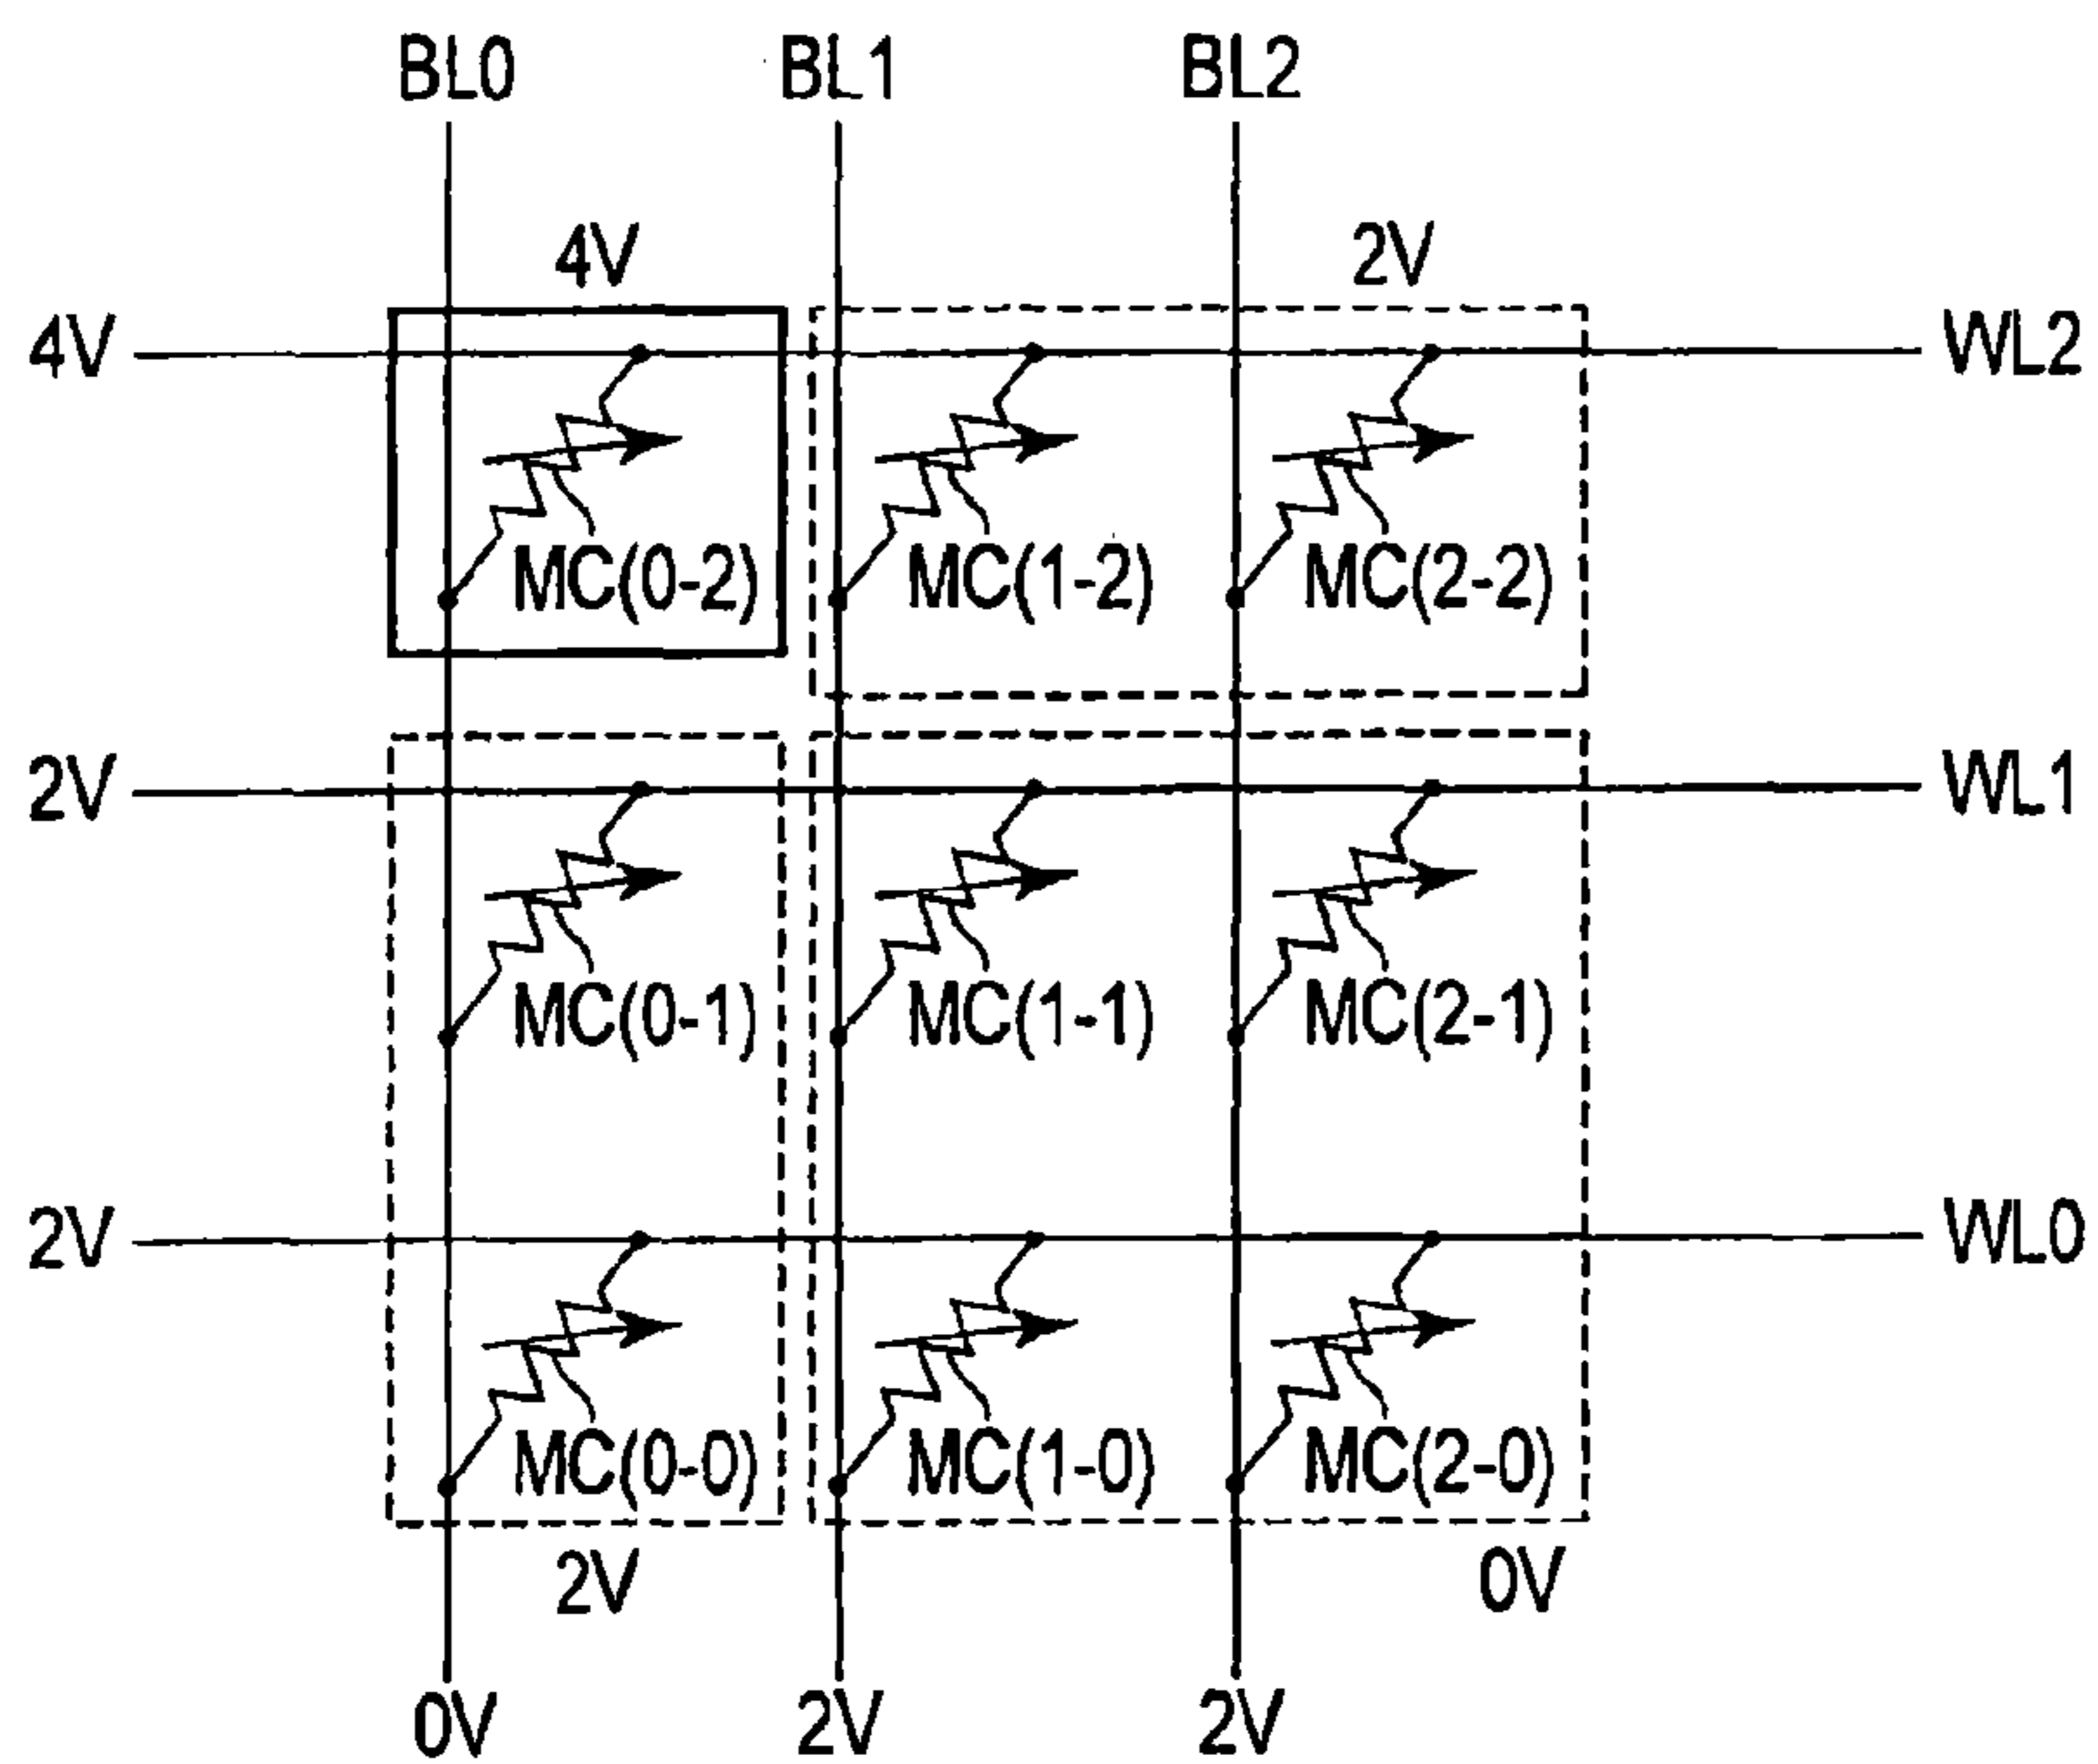 BL0 BL1 BL2
4V 2V
4V WL2
MC(0-2) MC(1-2) MC(2-2)
2V WL1
MC(0-1) MC(1-1) MC(2-1)
2V WL0
MC(0-0) MC(1-0) MC(2-0)
2V 0V
0V 2V 2V